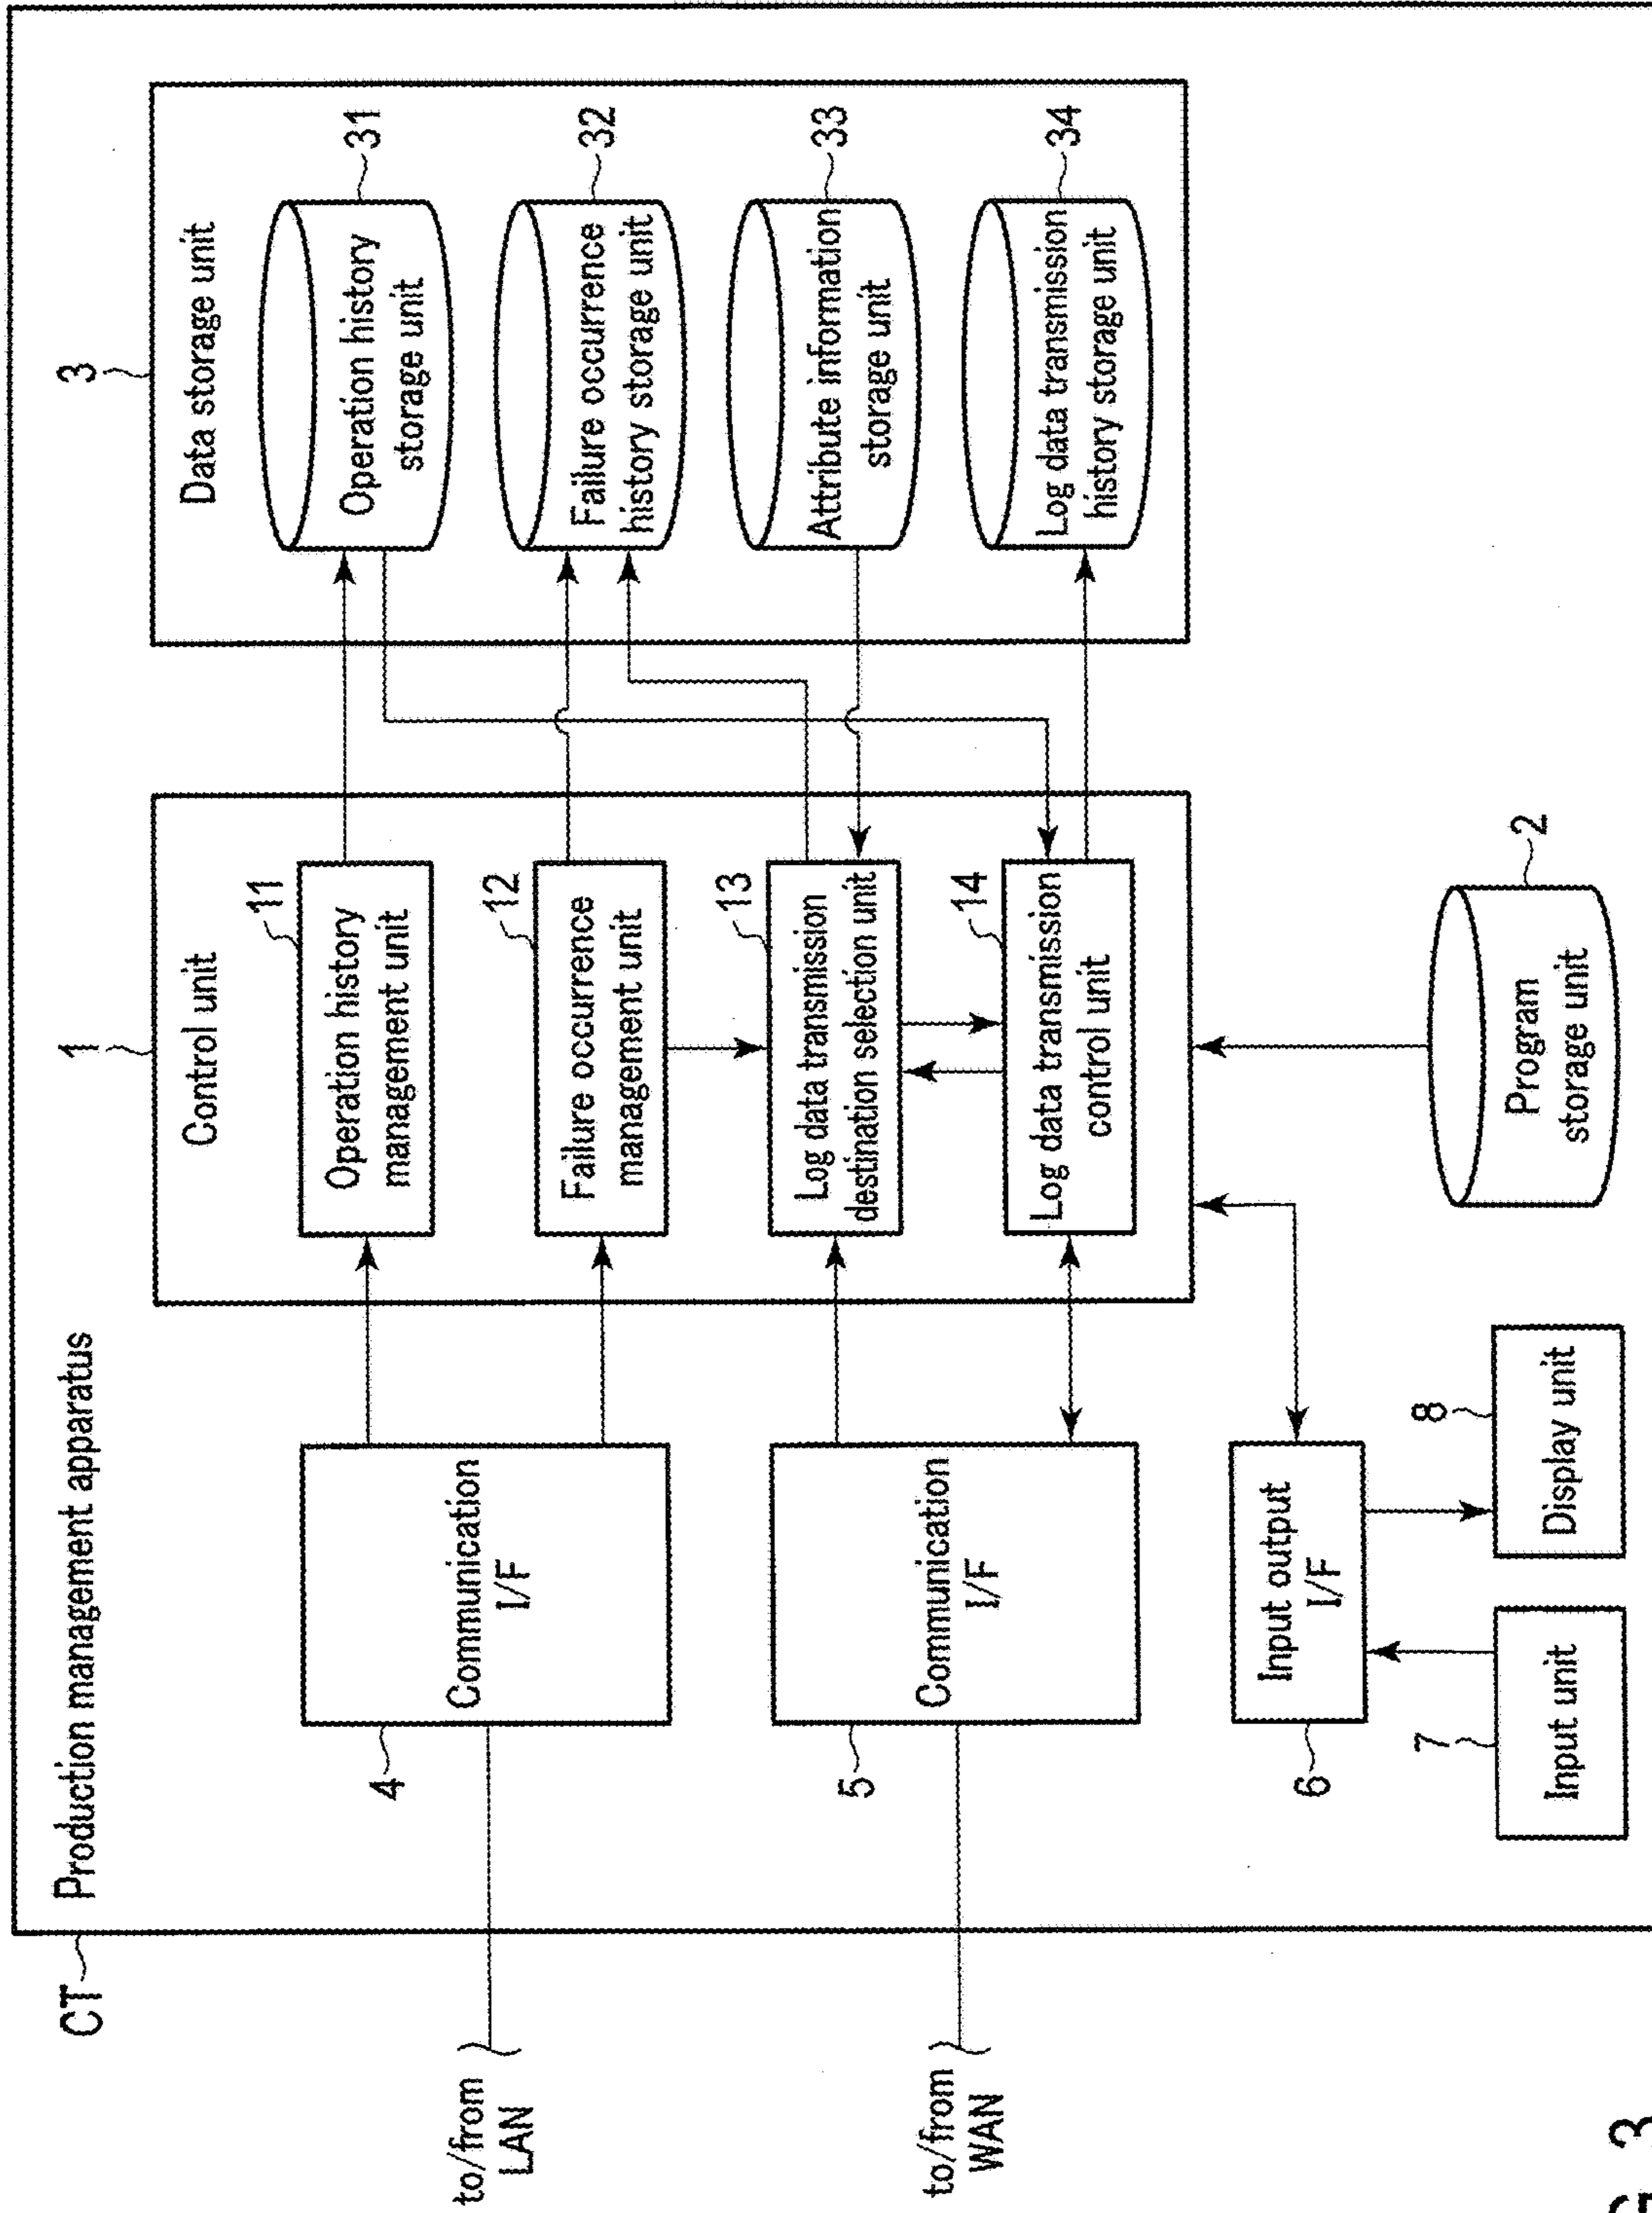 CT
Production management apparatus
to/from
LAN
4
Communication
I/F
to/from
WAN
5
Communication
I/F
6
Input output
I/F
7
Input unit
8
Display unit
1
Control unit
11
Operation history
management unit
12
Failure occurrence
management unit
13
Log data transmission
destination selection unit
14
Log data transmission
control unit
2
Program
storage unit
3
Data storage unit
31
Operation history
storage unit
32
Failure occurrence
history storage unit
33
Attribute information
storage unit
34
Log data transmission
history storage unit
G. 3